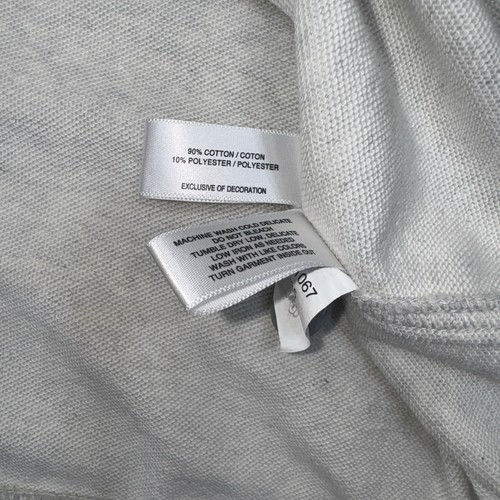 90% COTTON / COTON
10% POLYESTER / POLYESTER
EXCLUSIVE OF DECORATION
MACHINE WASH COLD DELICATE
DO NOT BLEACH
TUMBLE DRY LOW, DELICATE
LOW IRON AS NEEDED
WASH WITH LIKE COLORS
TURN GARMENT INSIDE OUT
067